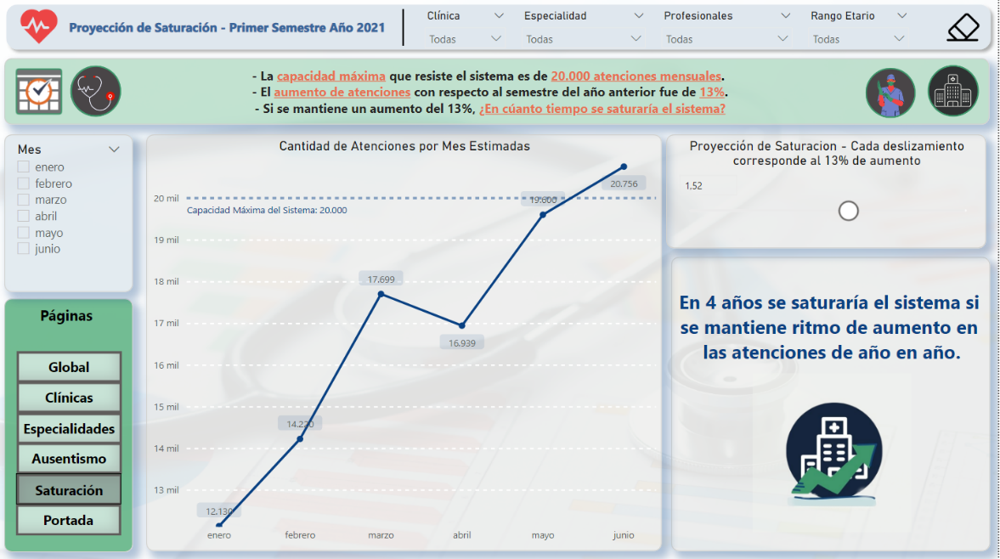 Proyección de Saturación - Primer Semestre Año 2021
Clínica
Todas
Especialidad
Todas
Profesionales
Todas
Rango Etario
Todas
- La capacidad máxima que resiste el sistema es de 20.000 atenciones mensuales.
- El aumento de atenciones con respecto al semestre del año anterior fue de 13%.
- Si se mantiene un aumento del 13%, ¿En cúanto tiempo se saturaría el sistema?
Mes
enero
febrero
marzo
abril
mayo
junio
Páginas
Global
Clínicas
Especialidades
Ausentismo
Saturación
Portada
Cantidad de Atenciones por Mes Estimadas
20 mil
19 mil
18 mil
17 mil
16 mil
15 mil
14 mil
13 mil
Capacidad Máxima del Sistema: 20.000
12.130
14.220
17.699
16.939
19.600
20.756
enero
febrero
marzo
abril
mayo
junio
Proyección de Saturacion - Cada deslizamiento
corresponde al 13% de aumento
1.52
En 4 años se saturaría el sistema si
se mantiene ritmo de aumento en
las atenciones de año en año.